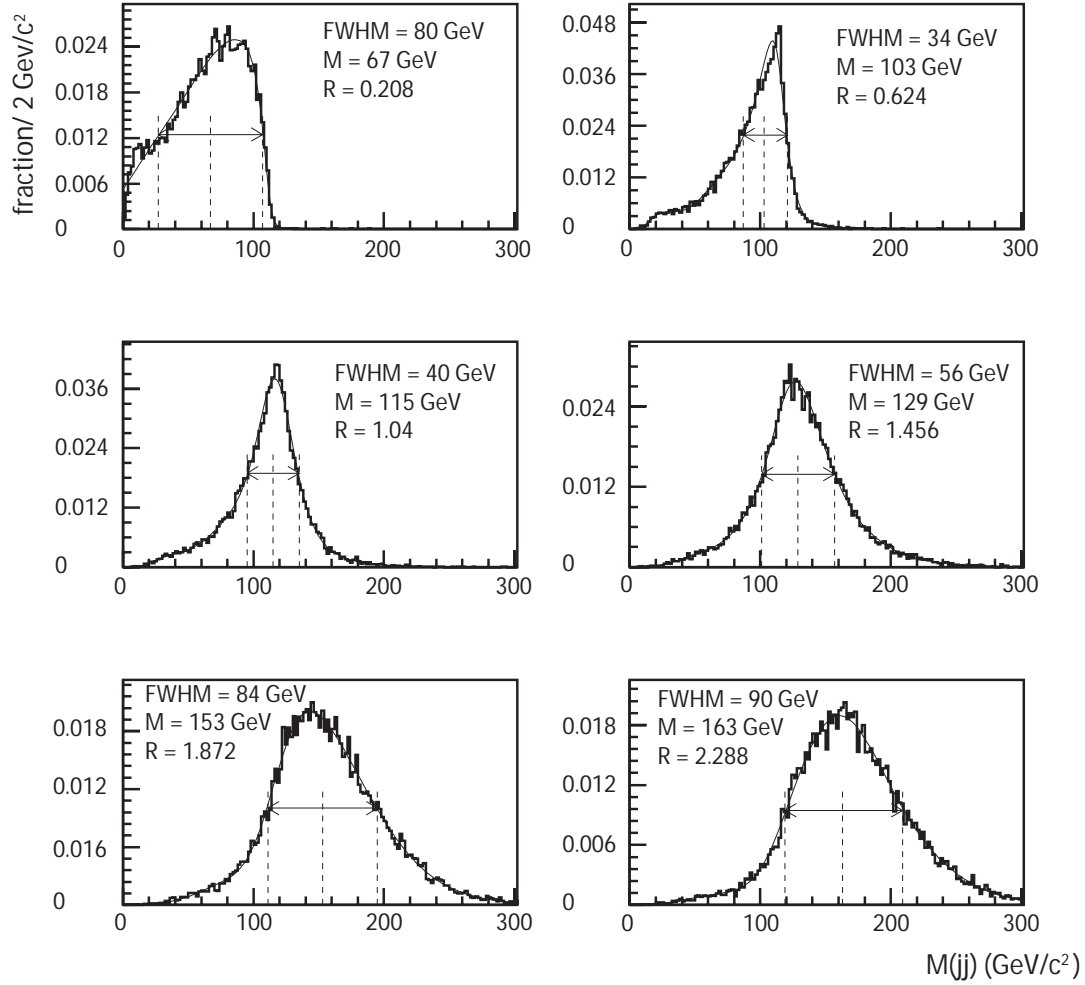 fraction/ 2 Gev/c²
0.024
0.018
0.012
0.006
0
0 100 200 300
FWHM = 80 GeV
M = 67 GeV
R = 0.208
0.048
0.036
0.024
0.012
0
0 100 200 300
FWHM = 34 GeV
M = 103 GeV
R = 0.624
0.036
0.024
0.012
0
0 100 200 300
FWHM = 40 GeV
M = 115 GeV
R = 1.04
0.024
0.012
0
0 100 200 300
FWHM = 56 GeV
M = 129 GeV
R = 1.456
0.018
0.012
0.016
0
0 100 200 300
FWHM = 84 GeV
M = 153 GeV
R = 1.872
0.018
0.012
0.006
0
0 100 200 300
FWHM = 90 GeV
M = 163 GeV
R = 2.288
M(jj) (GeV/c²)